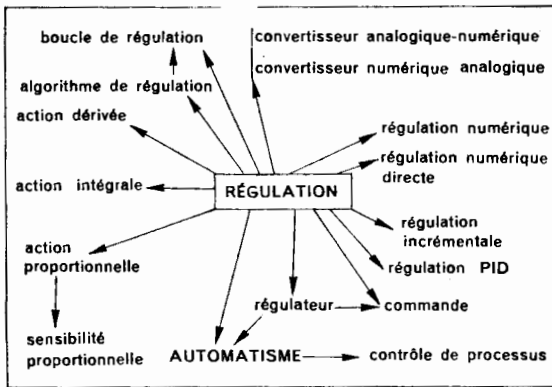 boucle de régulation
convertisseur analogique-numérique
convertisseur numérique analogique
algorithme de régulation
action dérivée
régulation numérique
régulation numérique
directe
action intégrale
RÉGULATION
régulation
incrémentale
action
proportionnelle
régulation PID
régulateur
commande
sensibilité
proportionnelle
AUTOMATISME
contrôle de processus